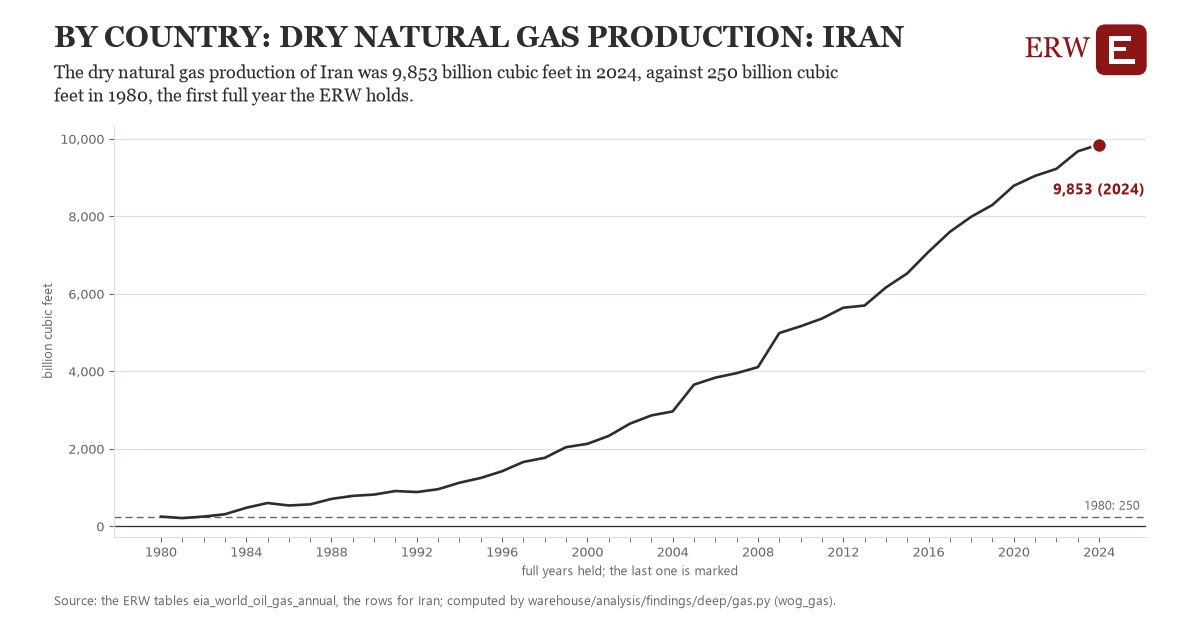 BY COUNTRY: DRY NATURAL GAS PRODUCTION: IRAN
The dry natural gas production of Iran was 9,853 billion cubic feet in 2024, against 250 billion cubic
feet in 1980, the first full year the ERW holds.
ERW E
10,000
8,000
6,000
4,000
2,000
0
billion cubic feet
9,853 (2024)
1980: 250
1980 1984 1988 1992 1996 2000 2004 2008 2012 2016 2020 2024
full years held; the last one is marked
Source: the ERW tables eia_world_oil_gas_annual, the rows for Iran; computed by warehouse/analysis/findings/deep/gas.py (wog_gas).